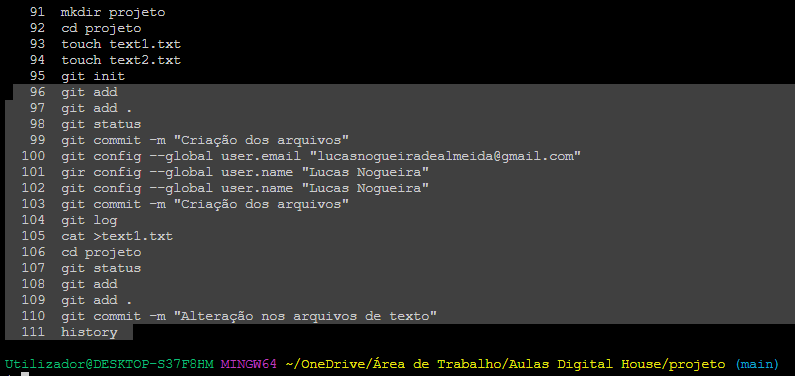 91 mkdir projeto
92 cd projeto
93 touch text1.txt
94 touch text2.txt
95 git init
96 git add
97 git add .
98 git status
99 git commit -m "Criação dos arquivos"
100 git config --global user.email "lucasnogueiradealmeida@gmail.com"
101 gir config --global user.name "Lucas Nogueira"
102 git config --global user.name "Lucas Nogueira"
103 git commit -m "Criação dos arquivos"
104 git log
105 cat >text1.txt
106 cd projeto
107 git status
108 git add
109 git add .
110 git commit -m "Alteração nos arquivos de texto"
111 history
Utilizador@DESKTOP-S37F8HM MINGW64 ~/OneDrive/Área de Trabalho/Aulas Digital House/projeto (main)